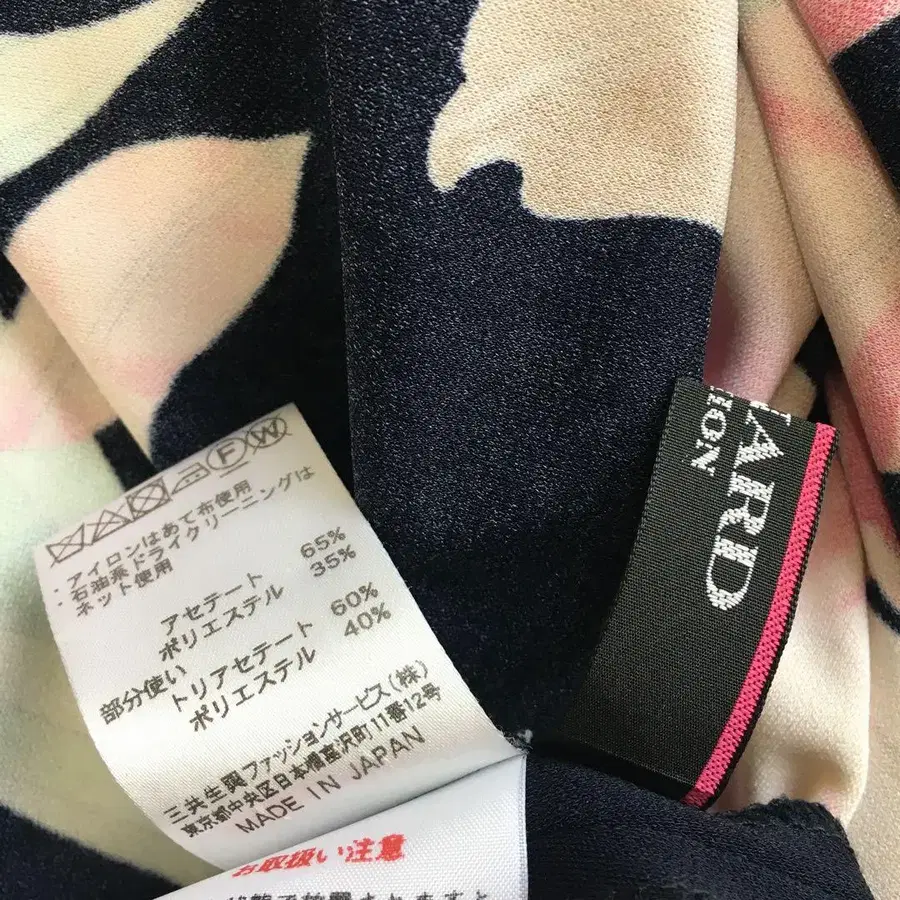 F W
・アイロンはあて布使用
・石油系ドライクリーニングは
ネット使用
アセテート 65%
ポリエステル 35%
部分使い
トリアセテート 60%
ポリエステル 40%
三共生興ファッションサービス(株)
東京都中央区日本橋富沢町11番12号
MADE IN JAPAN
お取扱い注意
ARD
ION